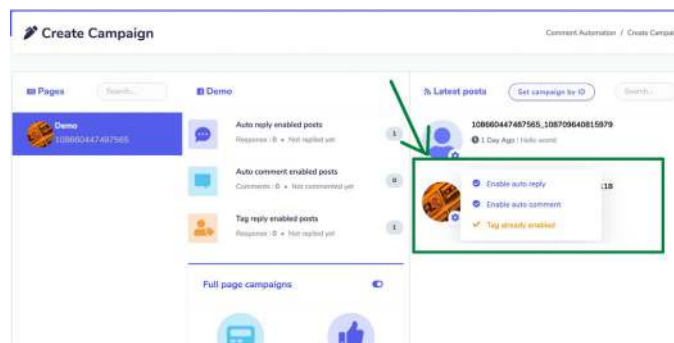 Create Campaign
Comment Automation / Create Campai
Pages
Search...
Demo
108660447487565
Demo
Auto reply enabled posts
Response : 0 • Not replied yet
1
Auto comment enabled posts
Comments : 0 • Not commented yet
0
Tag reply enabled posts
Response : 0 • Not replied yet
1
Full page campaigns
Latest posts
Set campaign by ID
Search...
108660447487565_108709640815979
1 Day Ago : Hello world
Enable auto reply
Enable auto comment
Tag already enabled